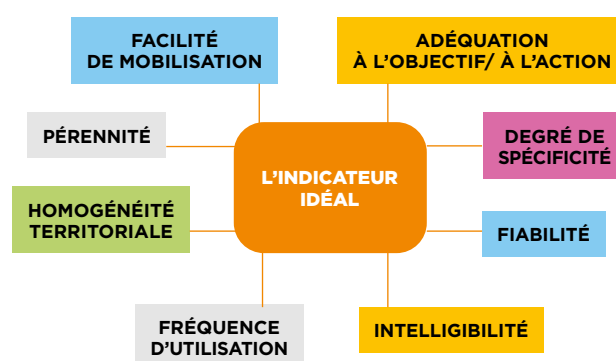 FACILITÉ
DE MOBILISATION
ADÉQUATION
À L'OBJECTIF/ À L'ACTION
PÉRENNITÉ
DEGRÉ DE
SPÉCIFICITÉ
L'INDICATEUR
IDÉAL
HOMOGÉNÉITÉ
TERRITORIALE
FIABILITÉ
FRÉQUENCE
D'UTILISATION
INTELLIGIBILITÉ